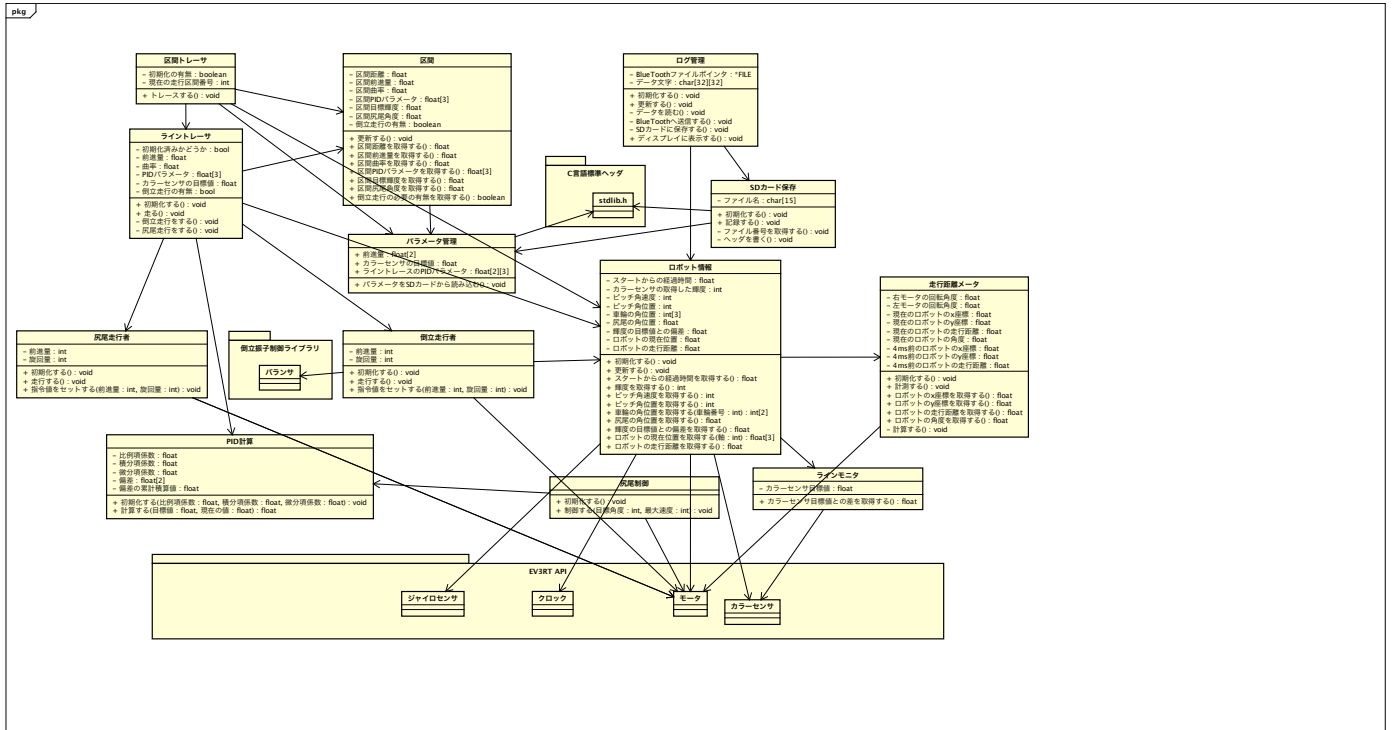 pkg
区間トレーサ
− 初期化の有無 : boolean
− 現在の走行区間番号 : int
+ トレースする() : void
区間
− 区間距離 : float
− 区間前進量 : float
− 区間曲率 : float
− 区間PIDパラメータ : float[3]
− 区間目標輝度 : float
− 区間尻尾角度 : float
− 倒立走行の有無 : boolean
+ 更新する() : void
+ 区間距離を取得する() : float
+ 区間前進量を取得する() : float
+ 区間曲率を取得する() : float
+ 区間PIDパラメータを取得する() : float[3]
+ 区間目標輝度を取得する() : float
+ 区間尻尾角度を取得する() : float
+ 倒立走行の必要の有無を取得する() : boolean
ログ管理
− BlueToothファイルポインタ : *FILE
− データ文字 : char[32][32]
+ 初期化する() : void
+ 更新する() : void
− データを読む() : void
− BlueToothへ送信する() : void
− SDカードに保存する() : void
+ ディスプレイに表示する() : void
ライントレーサ
− 初期化済みかどうか : bool
− 前進量 : float
− 曲率 : float
− PIDパラメータ : float[3]
− カラーセンサの目標値 : float
− 倒立走行の有無 : bool
+ 初期化する() : void
+ 走る() : void
− 倒立走行をする() : void
− 尻尾走行をする() : void
C言語標準ヘッダ
stdlib.h
SDカード保存
− ファイル名 : char[15]
+ 初期化する() : void
+ 記録する() : void
− ファイル番号を取得する() : void
− ヘッダを書く() : void
パラメータ管理
+ 前進量 : float[2]
+ カラーセンサの目標値 : float
+ ライントレースのPIDパラメータ : float[2][3]
+ パラメータをSDカードから読み込む() : void
ロボット情報
− スタートからの経過時間 : float
− カラーセンサの取得した輝度 : int
− ピッチ角速度 : int
− ピッチ角位置 : int
− 車輪の角位置 : int[3]
− 尻尾の角位置 : float
− 輝度の目標値との偏差 : float
− ロボットの現在位置 : float
− ロボットの走行距離 : float
+ 初期化する() : void
+ 更新する() : void
+ スタートからの経過時間を取得する() : float
+ 輝度を取得する() : int
+ ピッチ角速度を取得する() : int
+ ピッチ角位置を取得する() : int
+ 車輪の角位置を取得する(車輪番号 : int) : int[2]
+ 尻尾の角位置を取得する() : float
+ 輝度の目標値との偏差を取得する() : float
+ ロボットの現在位置を取得する(軸 : int) : float[3]
+ ロボットの走行距離を取得する() : float
走行距離メータ
− 右モータの回転角度 : float
− 左モータの回転角度 : float
− 現在のロボットのx座標 : float
− 現在のロボットのy座標 : float
− 現在のロボットの走行距離 : float
− 現在のロボットの角度 : float
− 4ms前のロボットのx座標 : float
− 4ms前のロボットのy座標 : float
− 4ms前のロボットの走行距離 : float
+ 初期化する() : float
+ 計測する() : void
+ ロボットのx座標を取得する() : float
+ ロボットのy座標を取得する() : float
+ ロボットの走行距離を取得する() : float
+ ロボットの角度を取得する() : float
− 計算する() : void
尻尾走行者
− 前進量 : int
− 旋回量 : int
+ 初期化する() : void
+ 走行する() : void
+ 指令値をセットする(前進量 : int, 旋回量 : int) : void
倒立振子制御ライブラリ
バランサ
倒立走行者
− 前進量 : int
− 旋回量 : int
+ 初期化する() : void
+ 走行する() : void
+ 指令値をセットする(前進量 : int, 旋回量 : int) : void
PID計算
− 比例項係数 : float
− 積分項係数 : float
− 微分項係数 : float
− 偏差 : float[2]
− 偏差の累計積算値 : float
+ 初期化する(比例項係数 : float, 積分項係数 : float, 微分項係数 : float) : void
+ 計算する(目標値 : float, 現在の値 : float) : float
尻尾制御
+ 初期化する() : void
+ 制御する(目標角度 : int, 最大速度 : int) : void
ラインモニタ
− カラーセンサ目標値 : float
+ カラーセンサ目標値との差を取得する() : float
EV3RT API
ジャイロセンサ
クロック
モータ
カラーセンサ